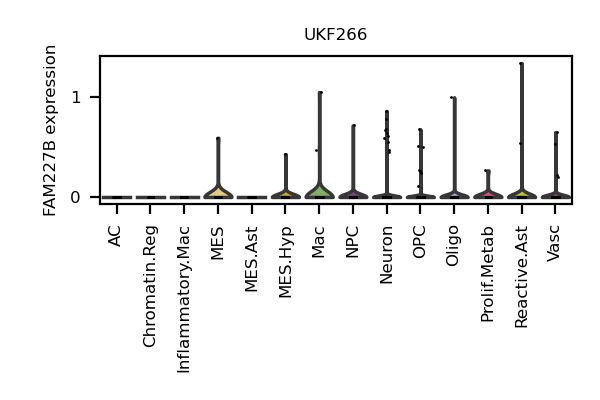 UKF266
FAM227B expression
1
0
AC
Chromatin.Reg
Inflammatory.Mac
MES
MES.Ast
MES.Hyp
Mac
NPC
Neuron
OPC
Oligo
Prolif.Metab
Reactive.Ast
Vasc